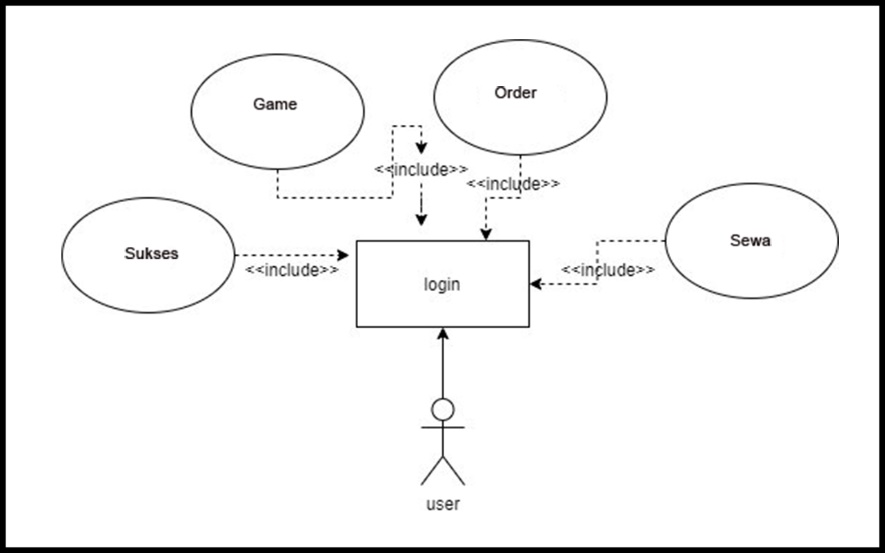 Game
Order
<<include>>
<<include>>
Sukses
Sewa
<<include>>
<<include>>
login
user